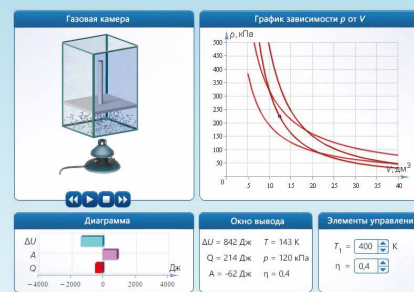 Газовая камера
График зависимости p от V
p, кПа
500
450
400
350
300
250
200
150
100
50
0
5 10 15 20 25 30 35 40
V, дм³
Диаграмма
ΔU
A
Q
Дж
-4000 -2000 0 2000 4000
Окно вывода
ΔU = 842 Дж T = 143 K
Q = 214 Дж p = 120 кПа
A = -62 Дж η = 0,4
Элементы управлени
T₁ = 400 K
η = 0,4